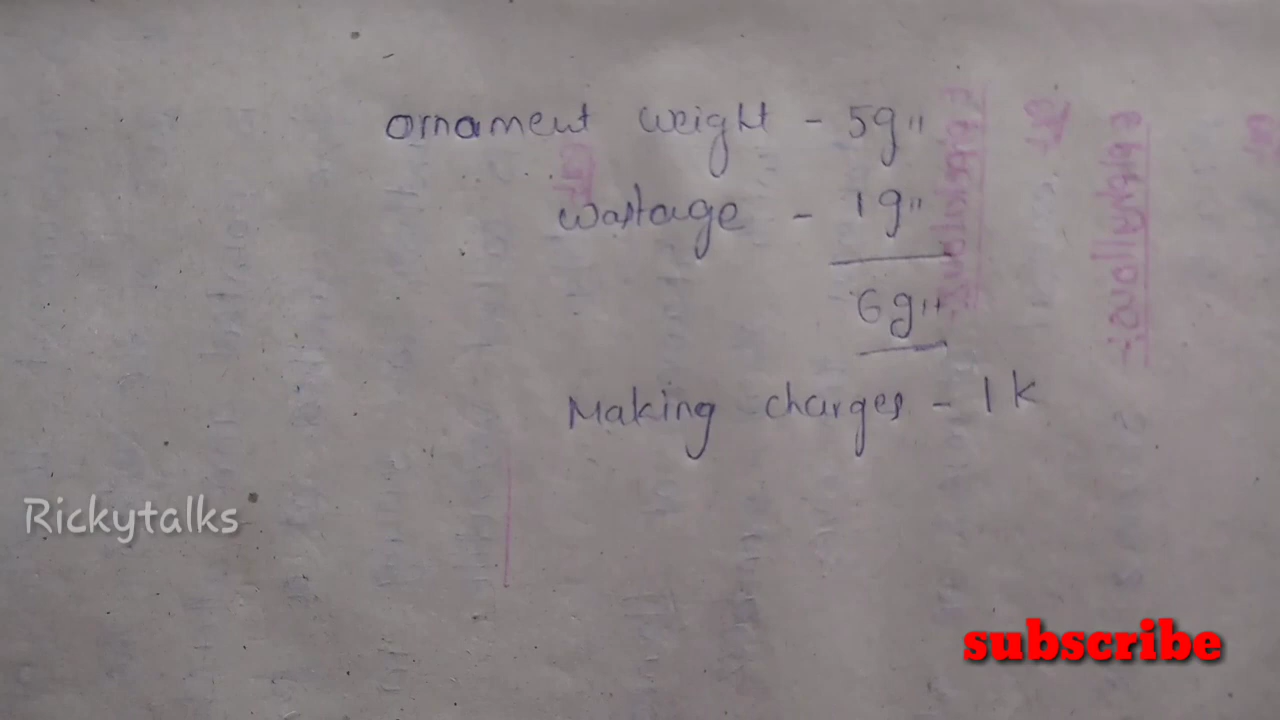 ornament weight - 5g"
wastage - 1g"
6g"
Making charges - 1k
Rickytalks
subscribe